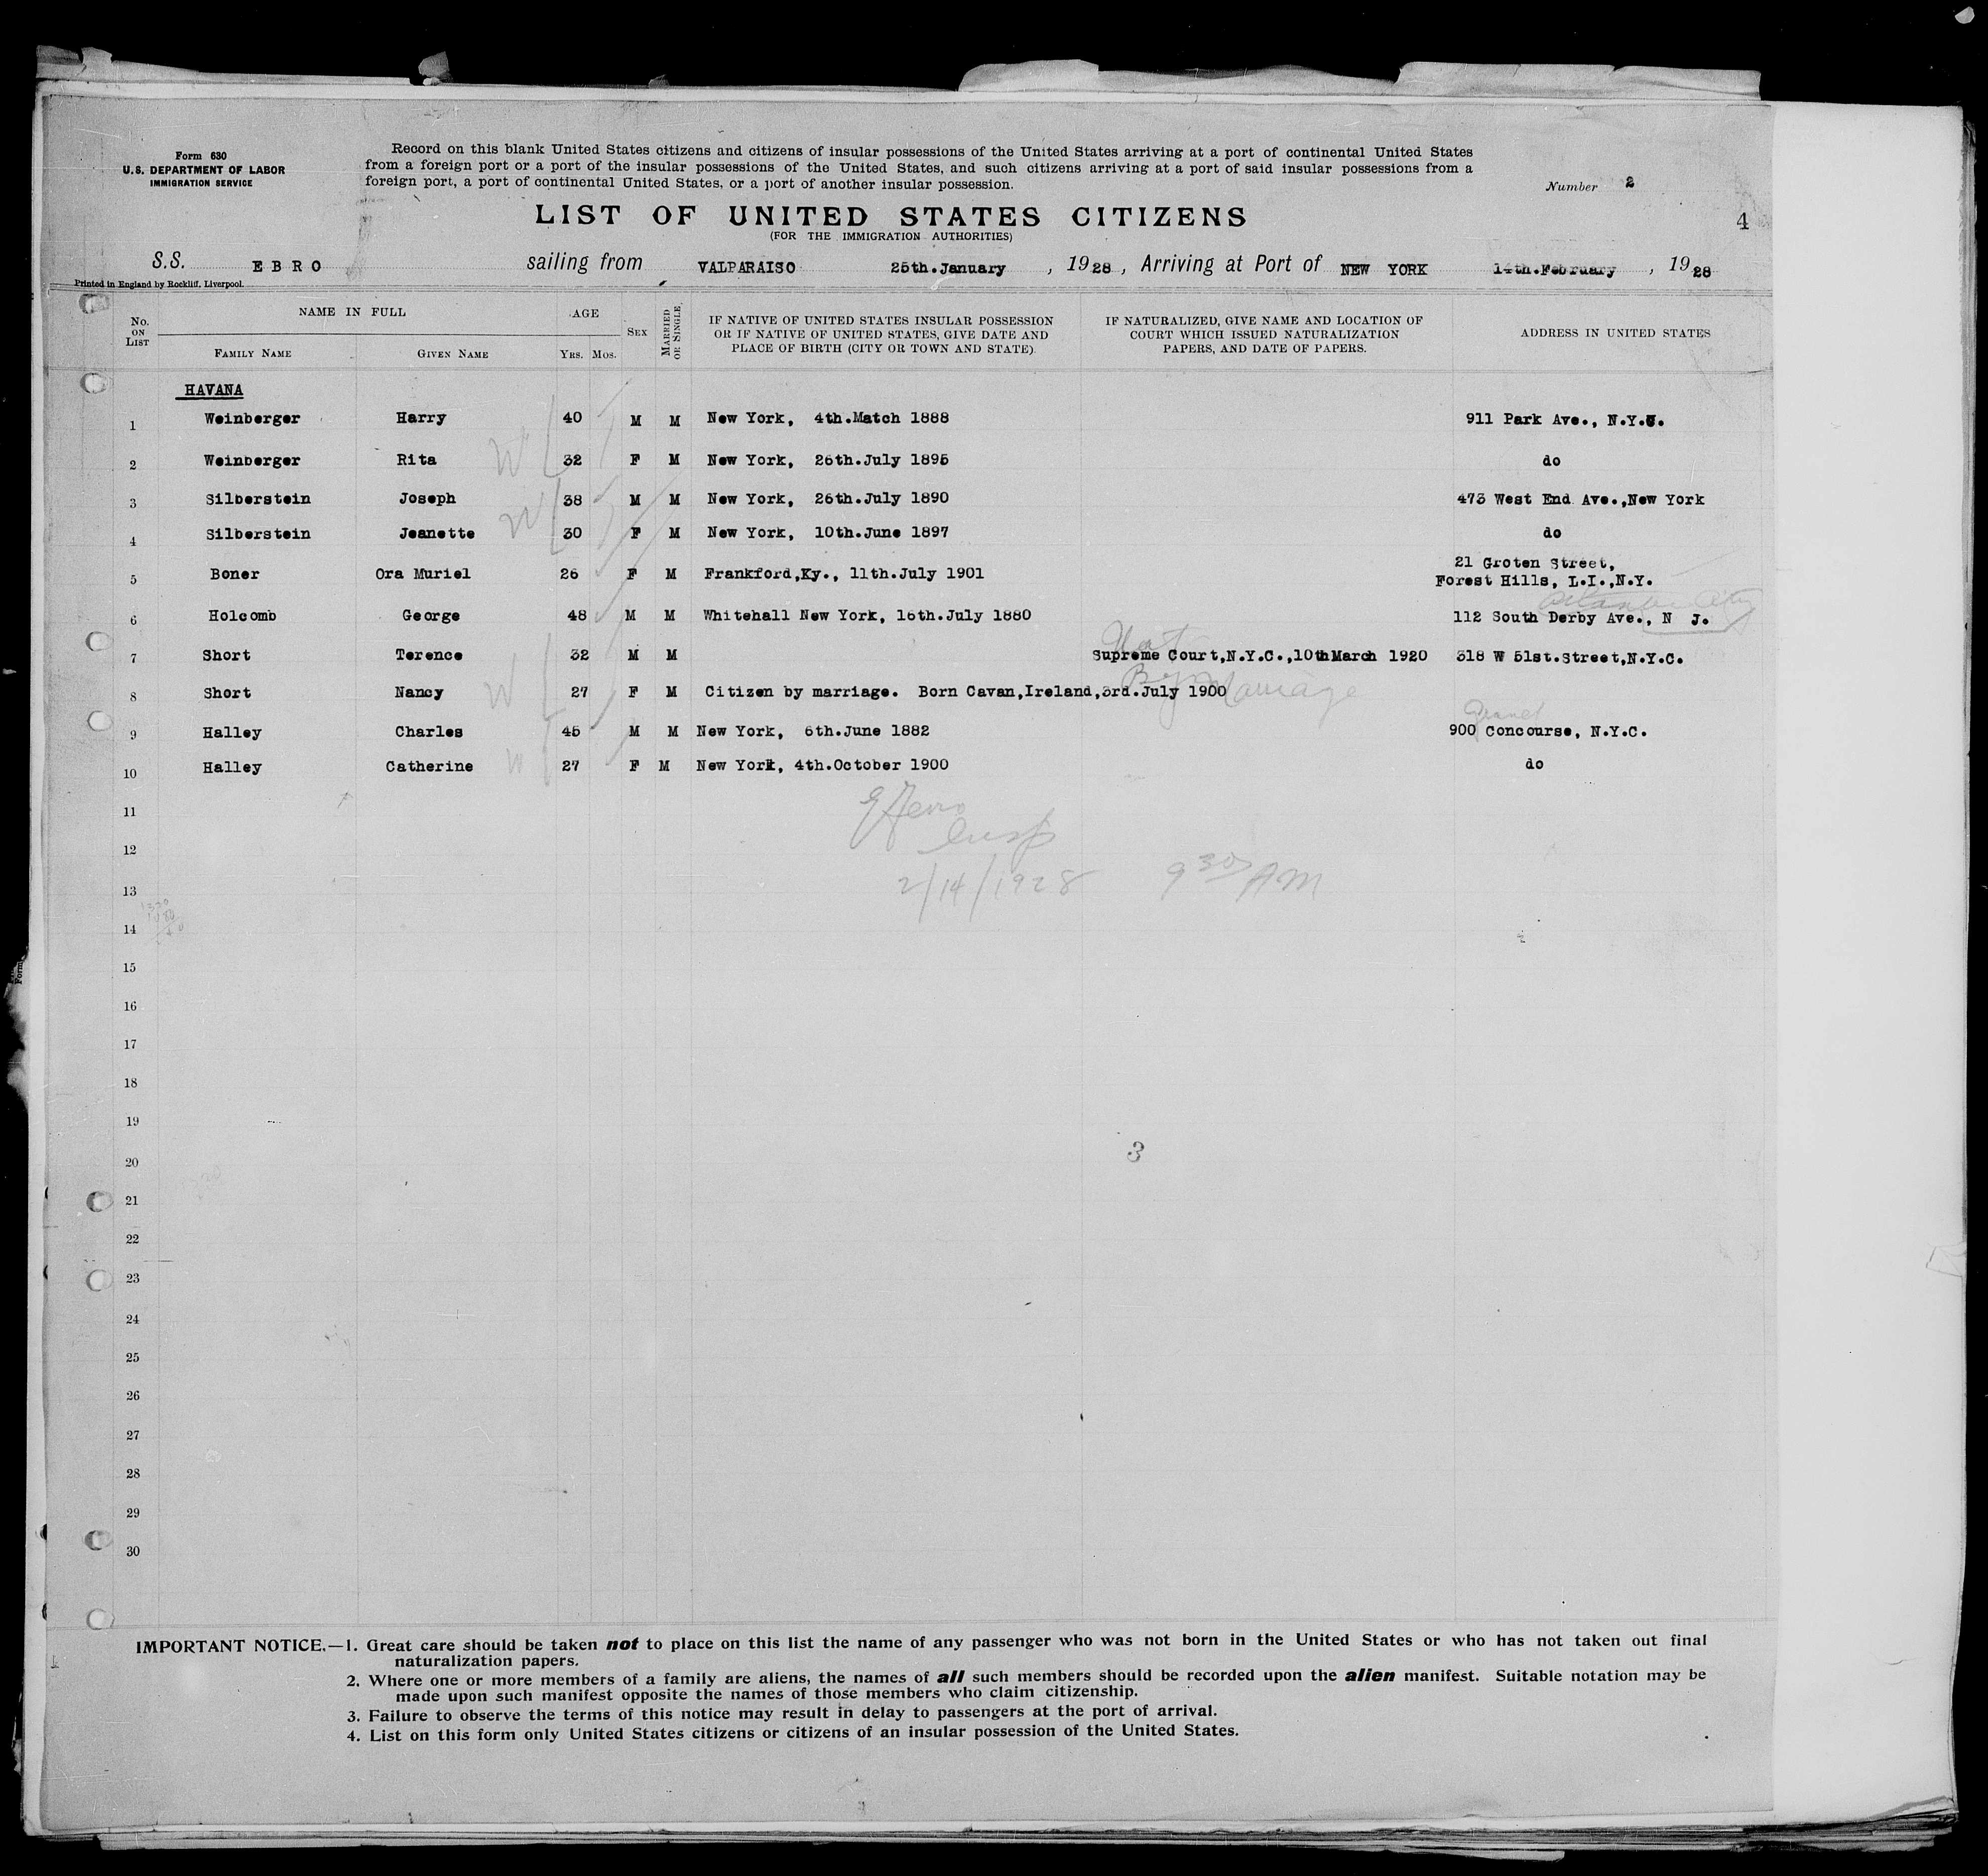 Form 630
U.S. DEPARTMENT OF LABOR
IMMIGRATION SERVICE
Record on this blank United States citizens and citizens of insular possessions of the United States arriving at a port of continental United States
from a foreign port or a port of the insular possessions of the United States, and such citizens arriving at a port of said insular possessions from a
foreign port, a port of continental United States, or a port of another insular possession.
Number 2
4
LIST OF UNITED STATES CITIZENS
(FOR THE IMMIGRATION AUTHORITIES)
S.S. EBRO sailing from VALPARAISO 25th.January, 1928, Arriving at Port of NEW YORK 14th.February, 1928
Printed in England by Rockliff, Liverpool.
No. ON LIST NAME IN FULL FAMILY NAME GIVEN NAME AGE YRS. MOS. SEX MARRIED OR SINGLE IF NATIVE OF UNITED STATES INSULAR POSSESSION OR IF NATIVE OF UNITED STATES, GIVE DATE AND PLACE OF BIRTH (CITY OR TOWN AND STATE) IF NATURALIZED, GIVE NAME AND LOCATION OF COURT WHICH ISSUED NATURALIZATION PAPERS, AND DATE OF PAPERS. ADDRESS IN UNITED STATES
HAVANA
1 Weinberger Harry 40 M M New York, 4th.Match 1888 911 Park Ave., N.Y.C.
2 Weinberger Rita W 32 F M New York, 26th.July 1895 do
3 Silberstein Joseph 38 M M New York, 26th.July 1890 473 West End Ave.,New York
4 Silberstein Jeanette W 30 F M New York, 10th.June 1897 do
5 Boner Ora Muriel 26 F M Frankford,Ky., 11th.July 1901 21 Groten Street,
Forest Hills, L.I.,N.Y.
Atlantic City
6 Holcomb George 48 M M Whitehall New York, 16th.July 1880 112 South Derby Ave., N J.
Nat
7 Short Terence 32 M M Supreme Court,N.Y.C.,10thMarch 1920 318 W 51st.Street,N.Y.C.
By Marriage
8 Short Nancy W 27 F M Citizen by marriage. Born Cavan,Ireland,3rd.July 1900
Grand
9 Halley Charles 45 M M New York, 6th.June 1882 900 Concourse, N.Y.C.
10 Halley Catherine W 27 F M New York, 4th.October 1900 do
11
Insp
12
2/14/1928 9 30 AM
13
14
15
16
17
18
19
20 3
21
22
23
24
25
26
27
28
29
30
IMPORTANT NOTICE.—1. Great care should be taken not to place on this list the name of any passenger who was not born in the United States or who has not taken out final
naturalization papers.
2. Where one or more members of a family are aliens, the names of all such members should be recorded upon the alien manifest. Suitable notation may be
made upon such manifest opposite the names of those members who claim citizenship.
3. Failure to observe the terms of this notice may result in delay to passengers at the port of arrival.
4. List on this form only United States citizens or citizens of an insular possession of the United States.